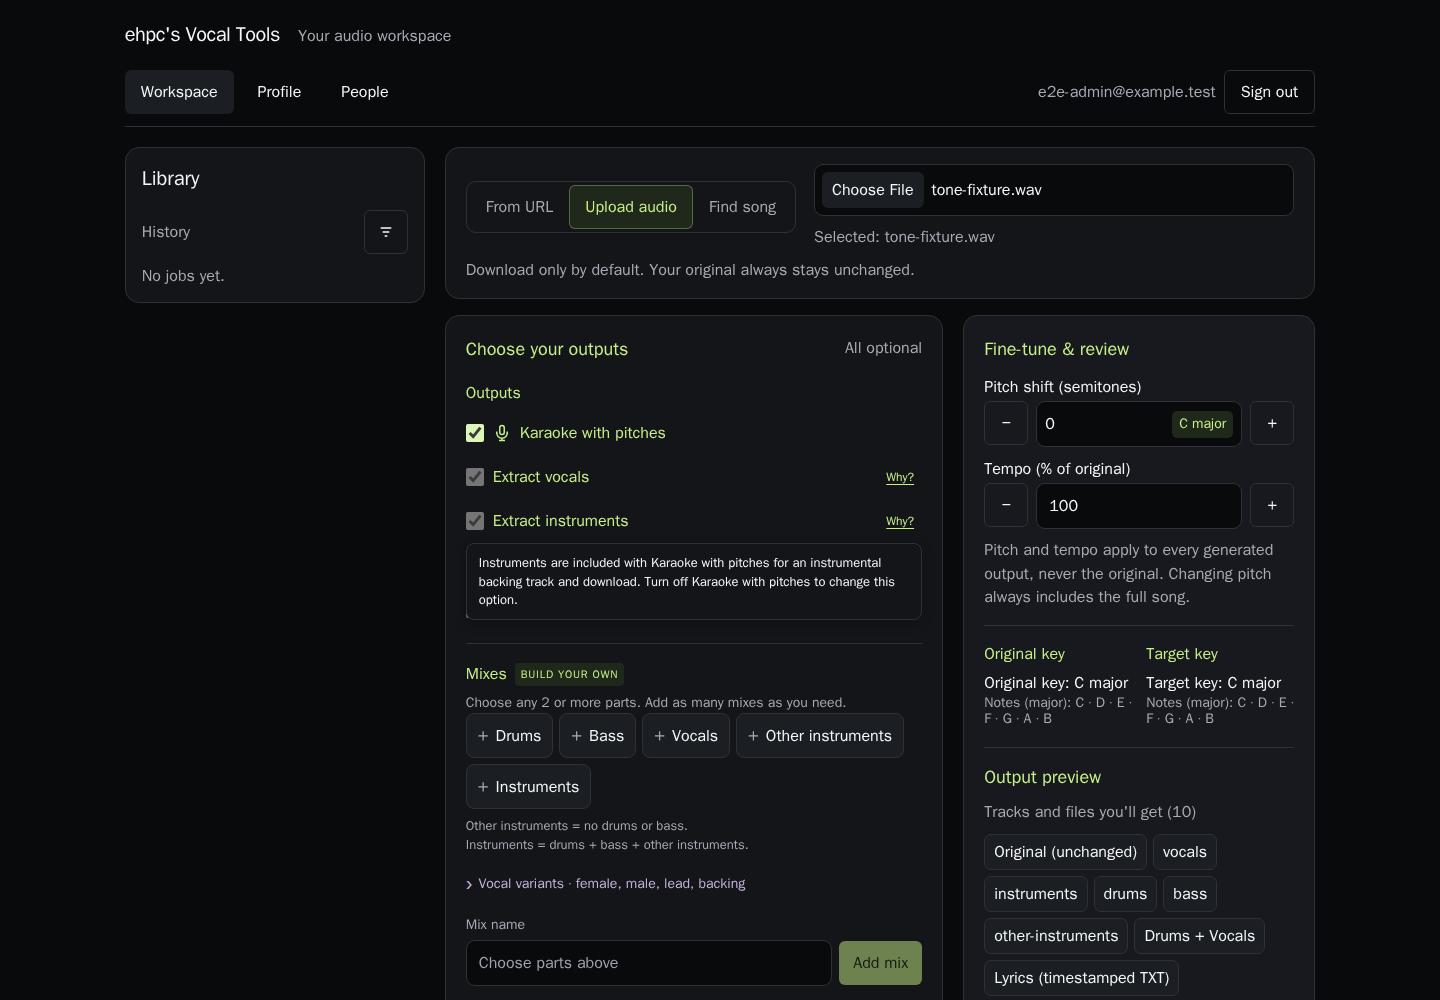 ehpc's Vocal Tools
Your audio workspace
Workspace
Profile
People
e2e-admin@example.test
Sign out
Library
History
No jobs yet.
From URL
Upload audio
Find song
Choose File
tone-fixture.wav
Selected: tone-fixture.wav
Download only by default. Your original always stays unchanged.
Choose your outputs
All optional
Outputs
Karaoke with pitches
Extract vocals
Why?
Extract instruments
Why?
Instruments are included with Karaoke with pitches for an instrumental
backing track and download. Turn off Karaoke with pitches to change this
option.
Mixes
BUILD YOUR OWN
Choose any 2 or more parts. Add as many mixes as you need.
+ Drums
+ Bass
+ Vocals
+ Other instruments
+ Instruments
Other instruments = no drums or bass.
Instruments = drums + bass + other instruments.
› Vocal variants · female, male, lead, backing
Mix name
Choose parts above
Add mix
Fine-tune & review
Pitch shift (semitones)
−
0
C major
+
Tempo (% of original)
−
100
+
Pitch and tempo apply to every generated
output, never the original. Changing pitch
always includes the full song.
Original key
Original key: C major
Notes (major): C · D · E ·
F · G · A · B
Target key
Target key: C major
Notes (major): C · D · E ·
F · G · A · B
Output preview
Tracks and files you'll get (10)
Original (unchanged)
vocals
instruments
drums
bass
other-instruments
Drums + Vocals
Lyrics (timestamped TXT)